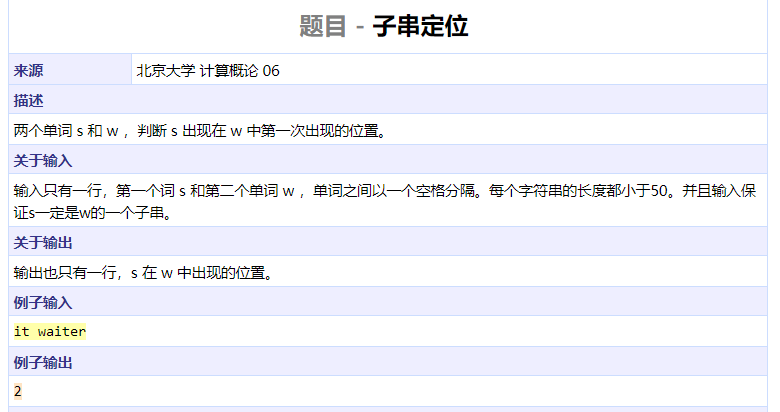 题目 - 子串定位
来源 北京大学 计算概论 06
描述
两个单词 s 和 w ，判断 s 出现在 w 中第一次出现的位置。
关于输入
输入只有一行，第一个词 s 和第二个单词 w ，单词之间以一个空格分隔。每个字符串的长度都小于50。并且输入保
证s一定是w的一个子串。
关于输出
输出也只有一行，s 在 w 中出现的位置。
例子输入
it waiter
例子输出
2